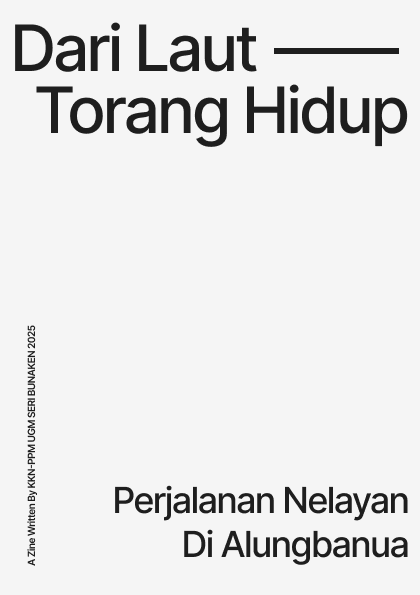 Dari Laut
Torang Hidup
A Zine Written By KKN-PPM UGM SERI BUNAKEN 2025
Perjalanan Nelayan
Di Alungbanua